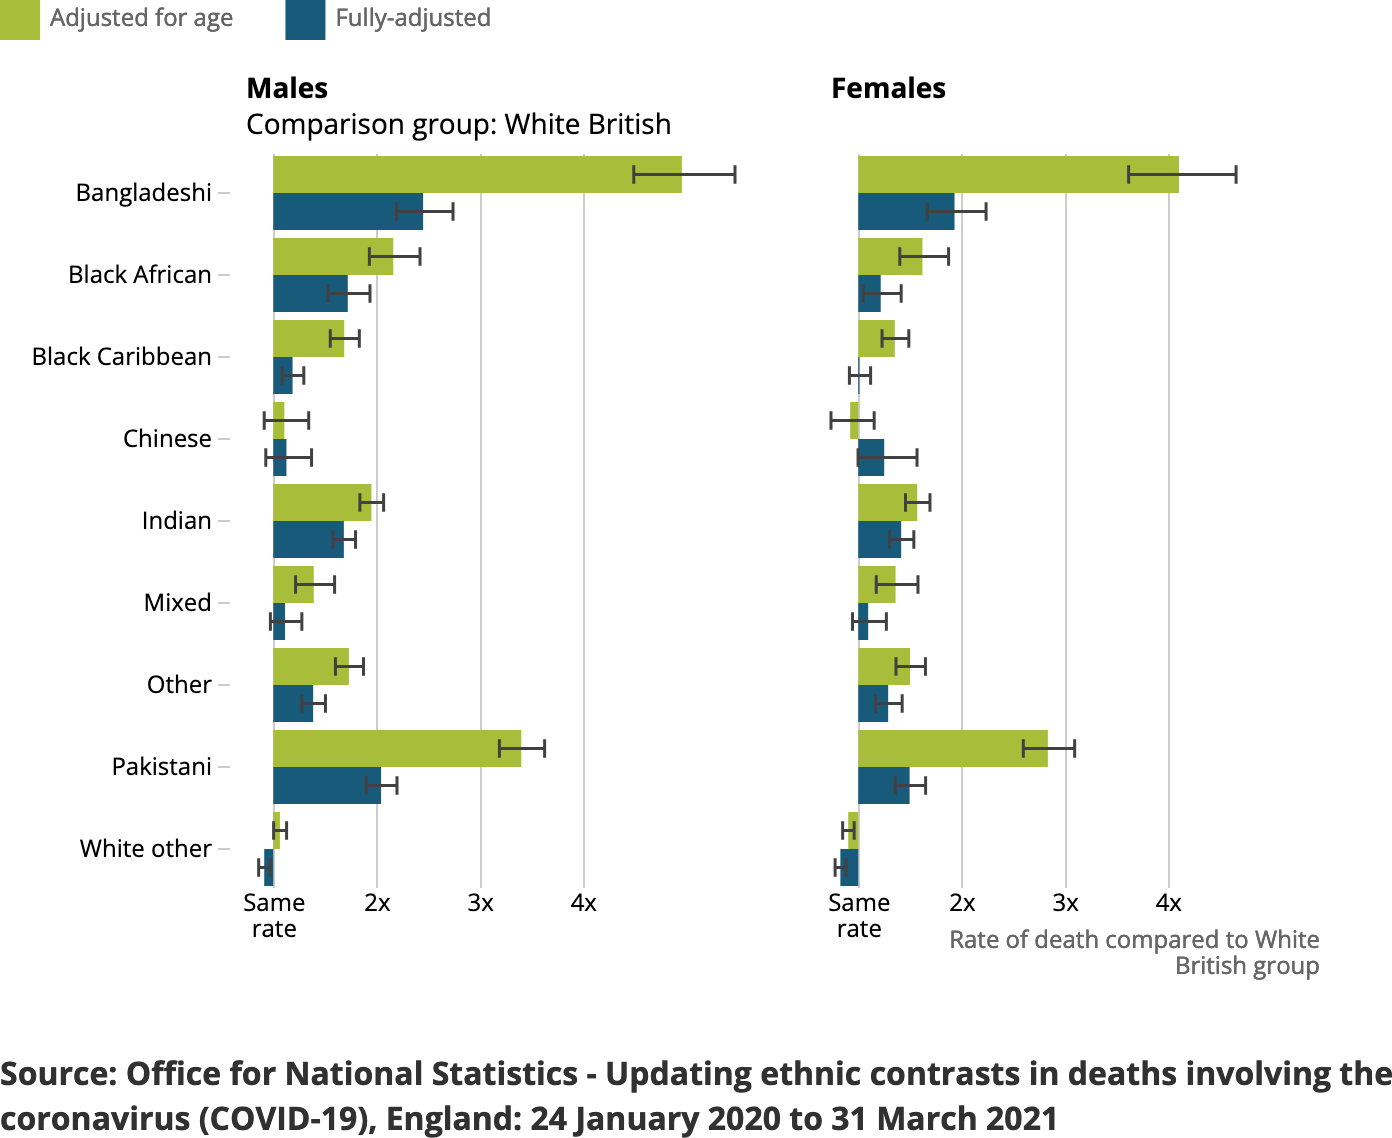 Adjusted for age
Fully-adjusted
Males
Comparison group: White British
Females
Bangladeshi
Black African
Black Caribbean
Chinese
Indian
Mixed
Other
Pakistani
White other
Same rate
2x
3x
4x
Same rate
2x
3x
4x
Rate of death compared to White
British group
Source: Office for National Statistics - Updating ethnic contrasts in deaths involving the
coronavirus (COVID-19), England: 24 January 2020 to 31 March 2021